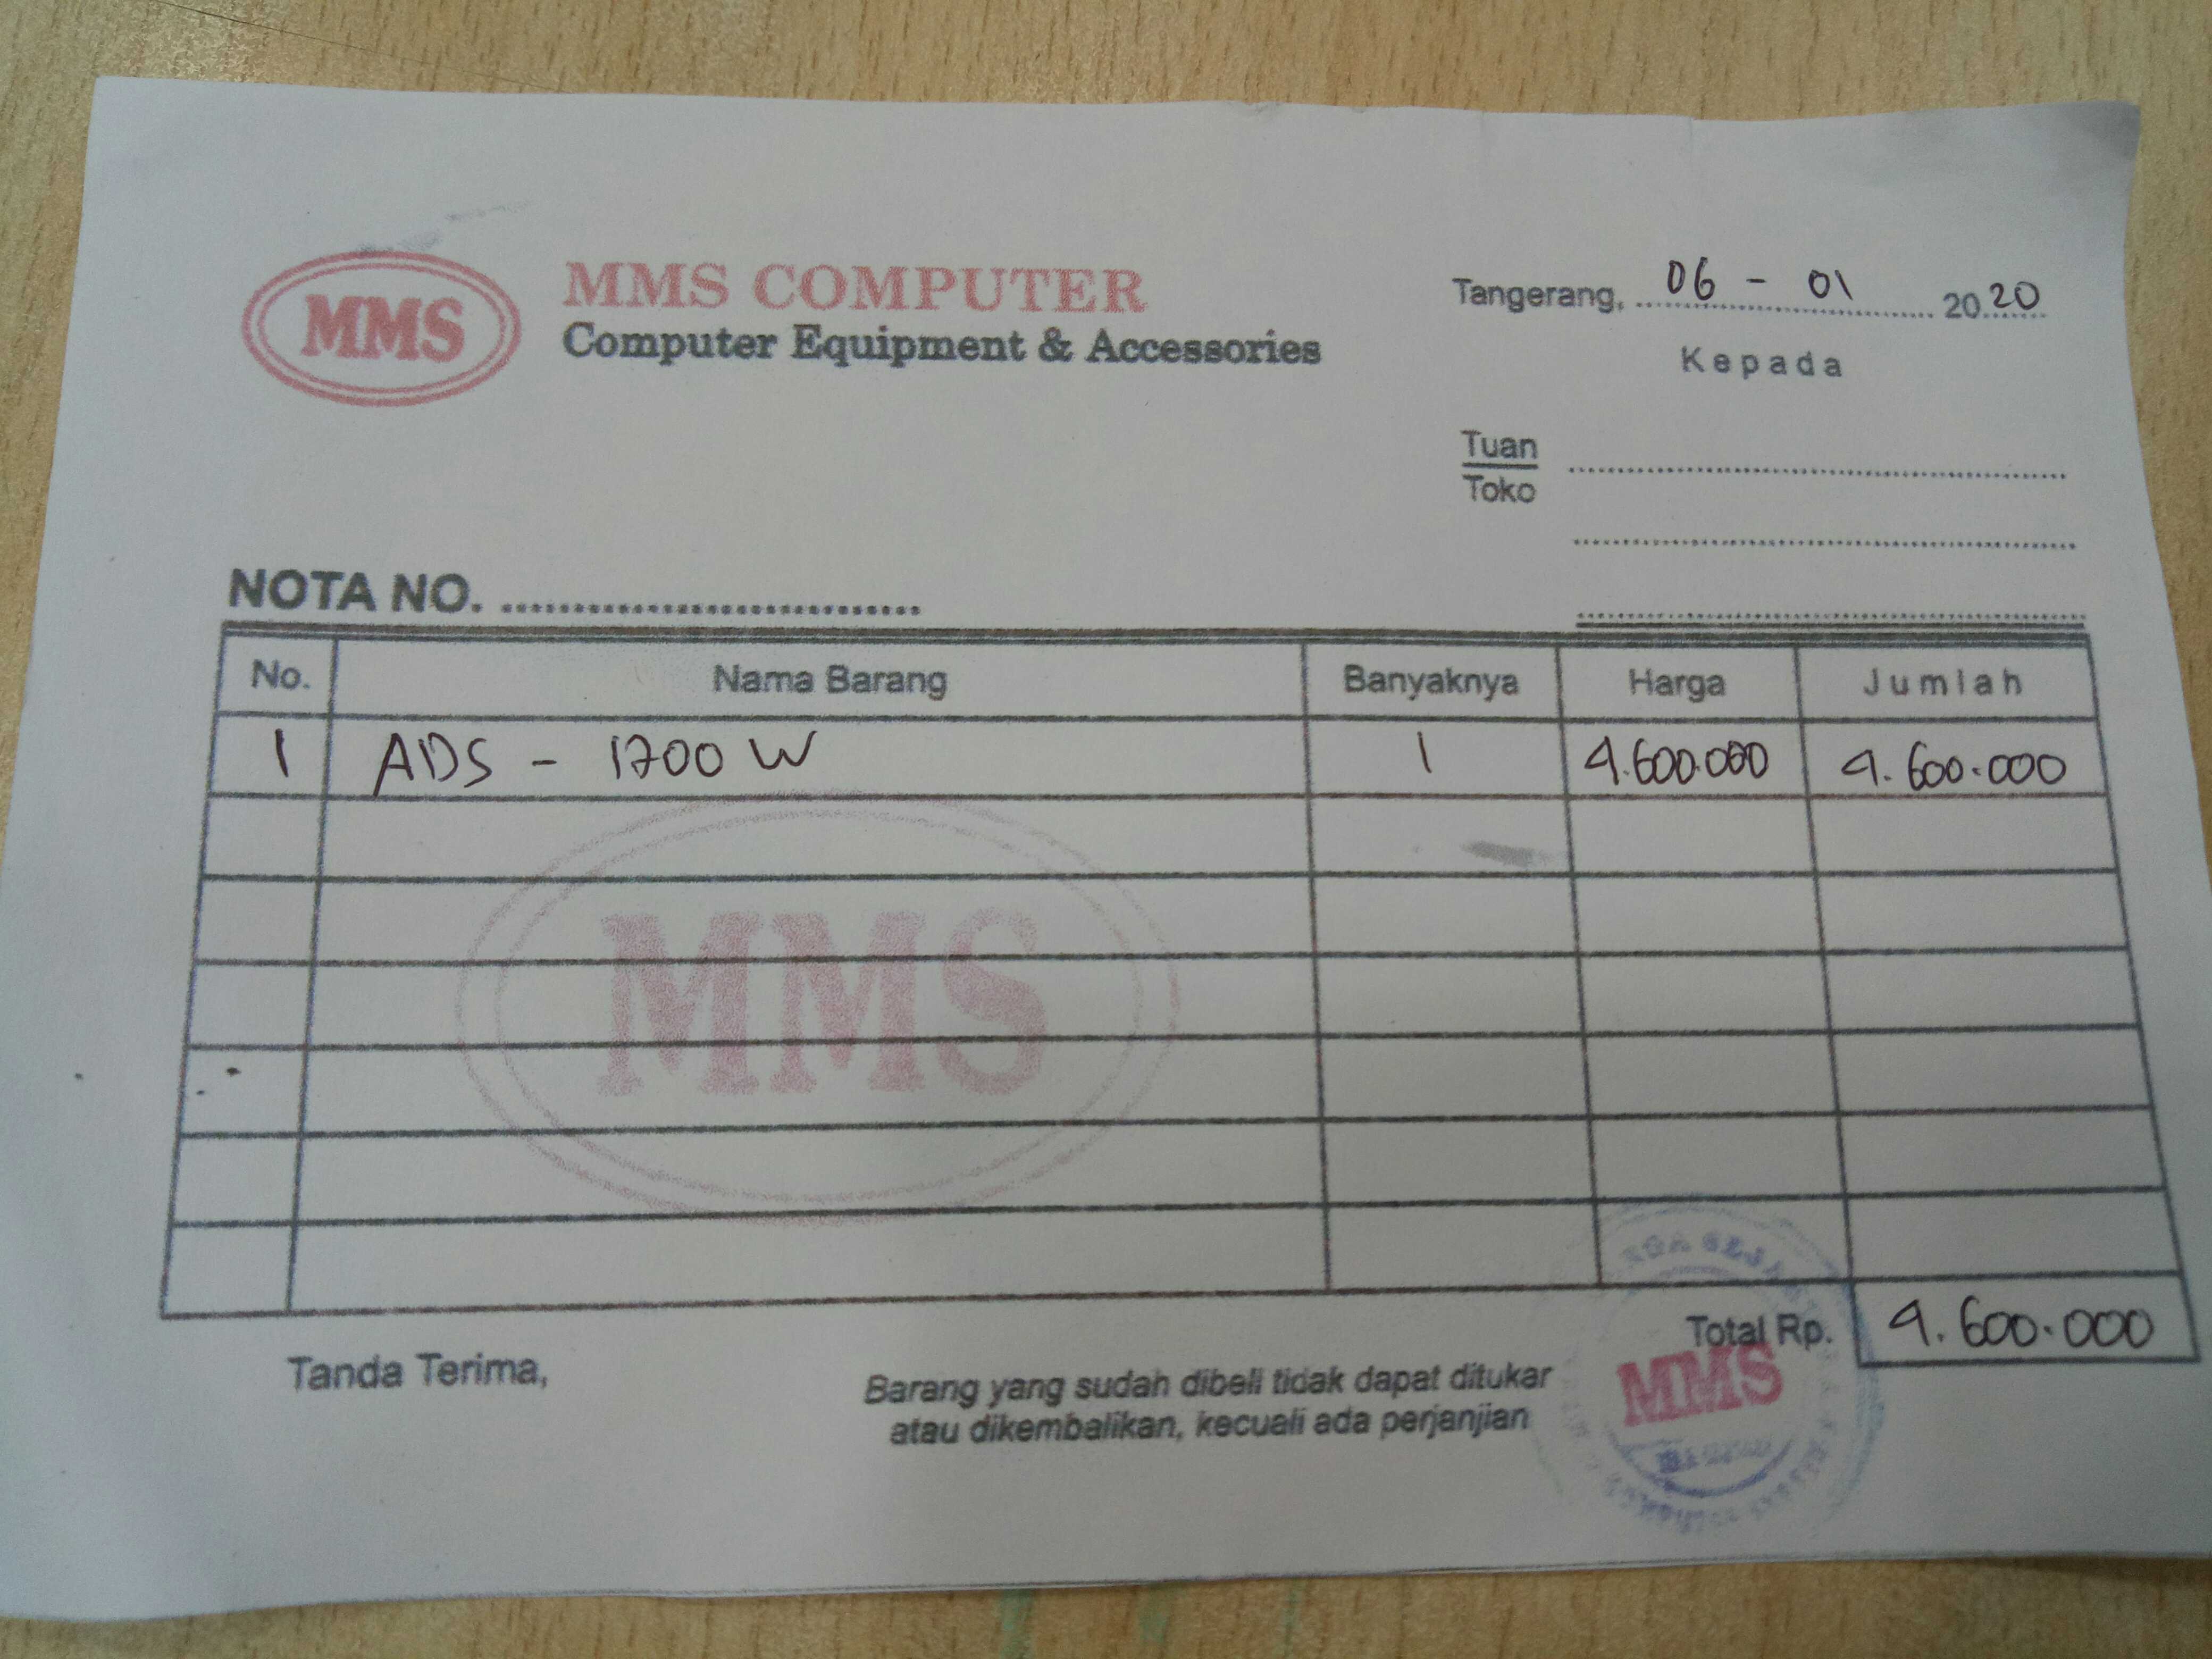 MMS
MMS COMPUTER
Computer Equipment & Accessories
Tangerang, 06 - 01 2020
Kepada
Tuan
Toko
NOTA NO.
No. Nama Barang Banyaknya Harga Jumlah
1 ADS - 1700 W 1 4.600.000 4.600.000
MMS
Total Rp. 4.600.000
Tanda Terima,
Barang yang sudah dibeli tidak dapat ditukar
atau dikembalikan, kecuali ada perjanjian
MMS